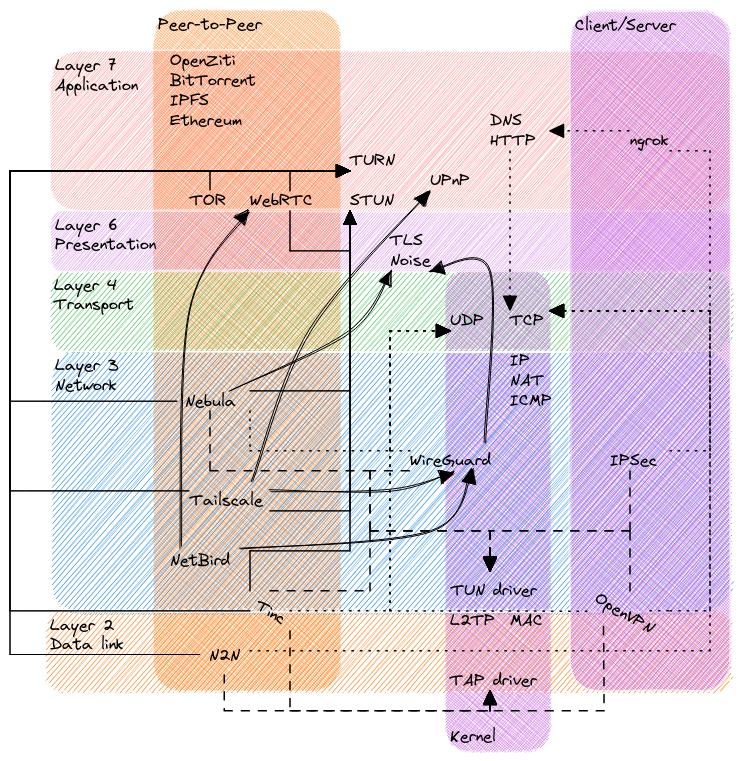 Peer-to-Peer
Client/Server
Layer 7
Application
OpenZiti
BitTorrent
IPFS
Ethereum
DNS
HTTP
ngrok
TURN
UPnP
TOR
WebRTC
STUN
Layer 6
Presentation
TLS
Noise
Layer 4
Transport
UDP
TCP
Layer 3
Network
IP
NAT
ICMP
Nebula
WireGuard
IPSec
Tailscale
NetBird
TUN driver
Tinc
OpenVPN
Layer 2
Data link
L2TP
MAC
N2N
TAP driver
Kernel